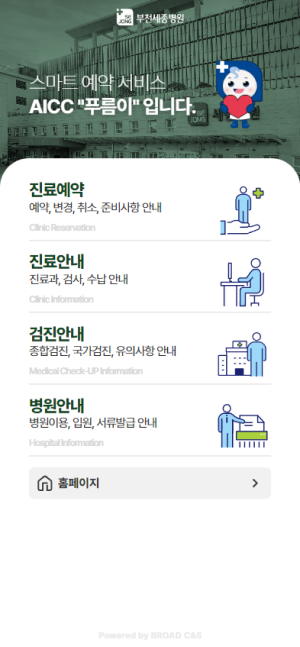 SEJONG 부천세종병원
스마트 예약 서비스
AICC "푸름이" 입니다.
진료예약
예약, 변경, 취소, 준비사항 안내
Clinic Reservation
진료안내
진료과, 검사, 수납 안내
Clinic Information
검진안내
종합검진, 국가검진, 유의사항 안내
Medical Check-UP Information
병원안내
병원이용, 입원, 서류발급 안내
Hospital Information
홈페이지
Powered by BROAD C&S